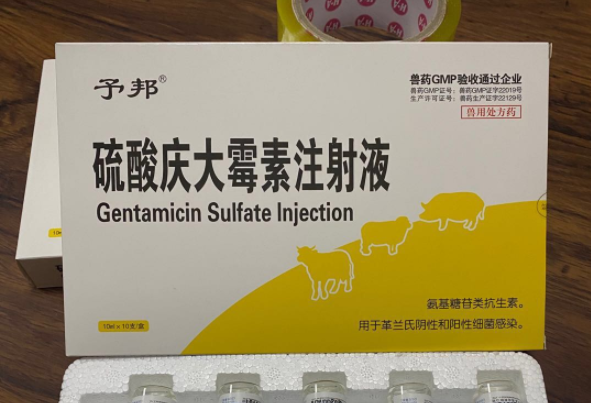 予邦®
兽药GMP验收通过企业
兽药GMP证号：兽药GMP证字22019号
生产许可证号：兽药生产证字22129号
兽用处方药
硫酸庆大霉素注射液
Gentamicin Sulfate Injection
氨基糖苷类抗生素。
用于革兰氏阴性和阳性细菌感染。
10ml×10支/盒